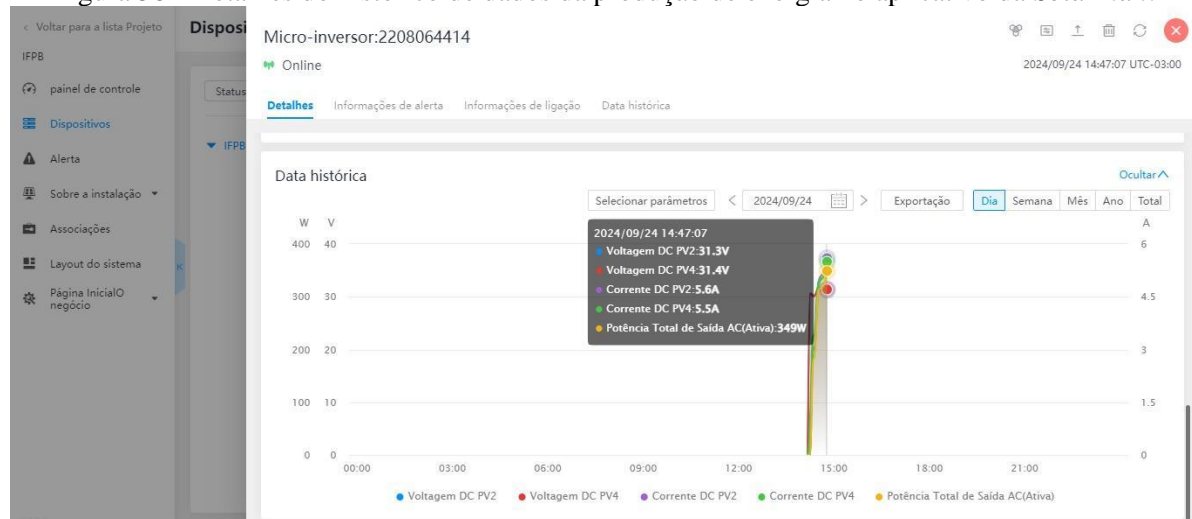 < Voltar para a lista Projeto
IFPB
painel de controle
Dispositivos
Alerta
Sobre a instalação
Associações
Layout do sistema
Página InicialO
negócio
Disposi
Status
IFPB
Micro-inversor:2208064414
Online
2024/09/24 14:47:07 UTC-03:00
Detalhes Informações de alerta Informações de ligação Data histórica
Data histórica
Ocultar
Selecionar parâmetros < 2024/09/24 > Exportação Dia Semana Mês Ano Total
W V A
400 40 6
300 30 4.5
200 20 3
100 10 1.5
0 0 0
2024/09/24 14:47:07
Voltagem DC PV2:31.3V
Voltagem DC PV4:31.4V
Corrente DC PV2:5.6A
Corrente DC PV4:5.5A
Potência Total de Saída AC(Ativa):349W
00:00 03:00 06:00 09:00 12:00 15:00 18:00 21:00
Voltagem DC PV2 Voltagem DC PV4 Corrente DC PV2 Corrente DC PV4 Potência Total de Saída AC(Ativa)